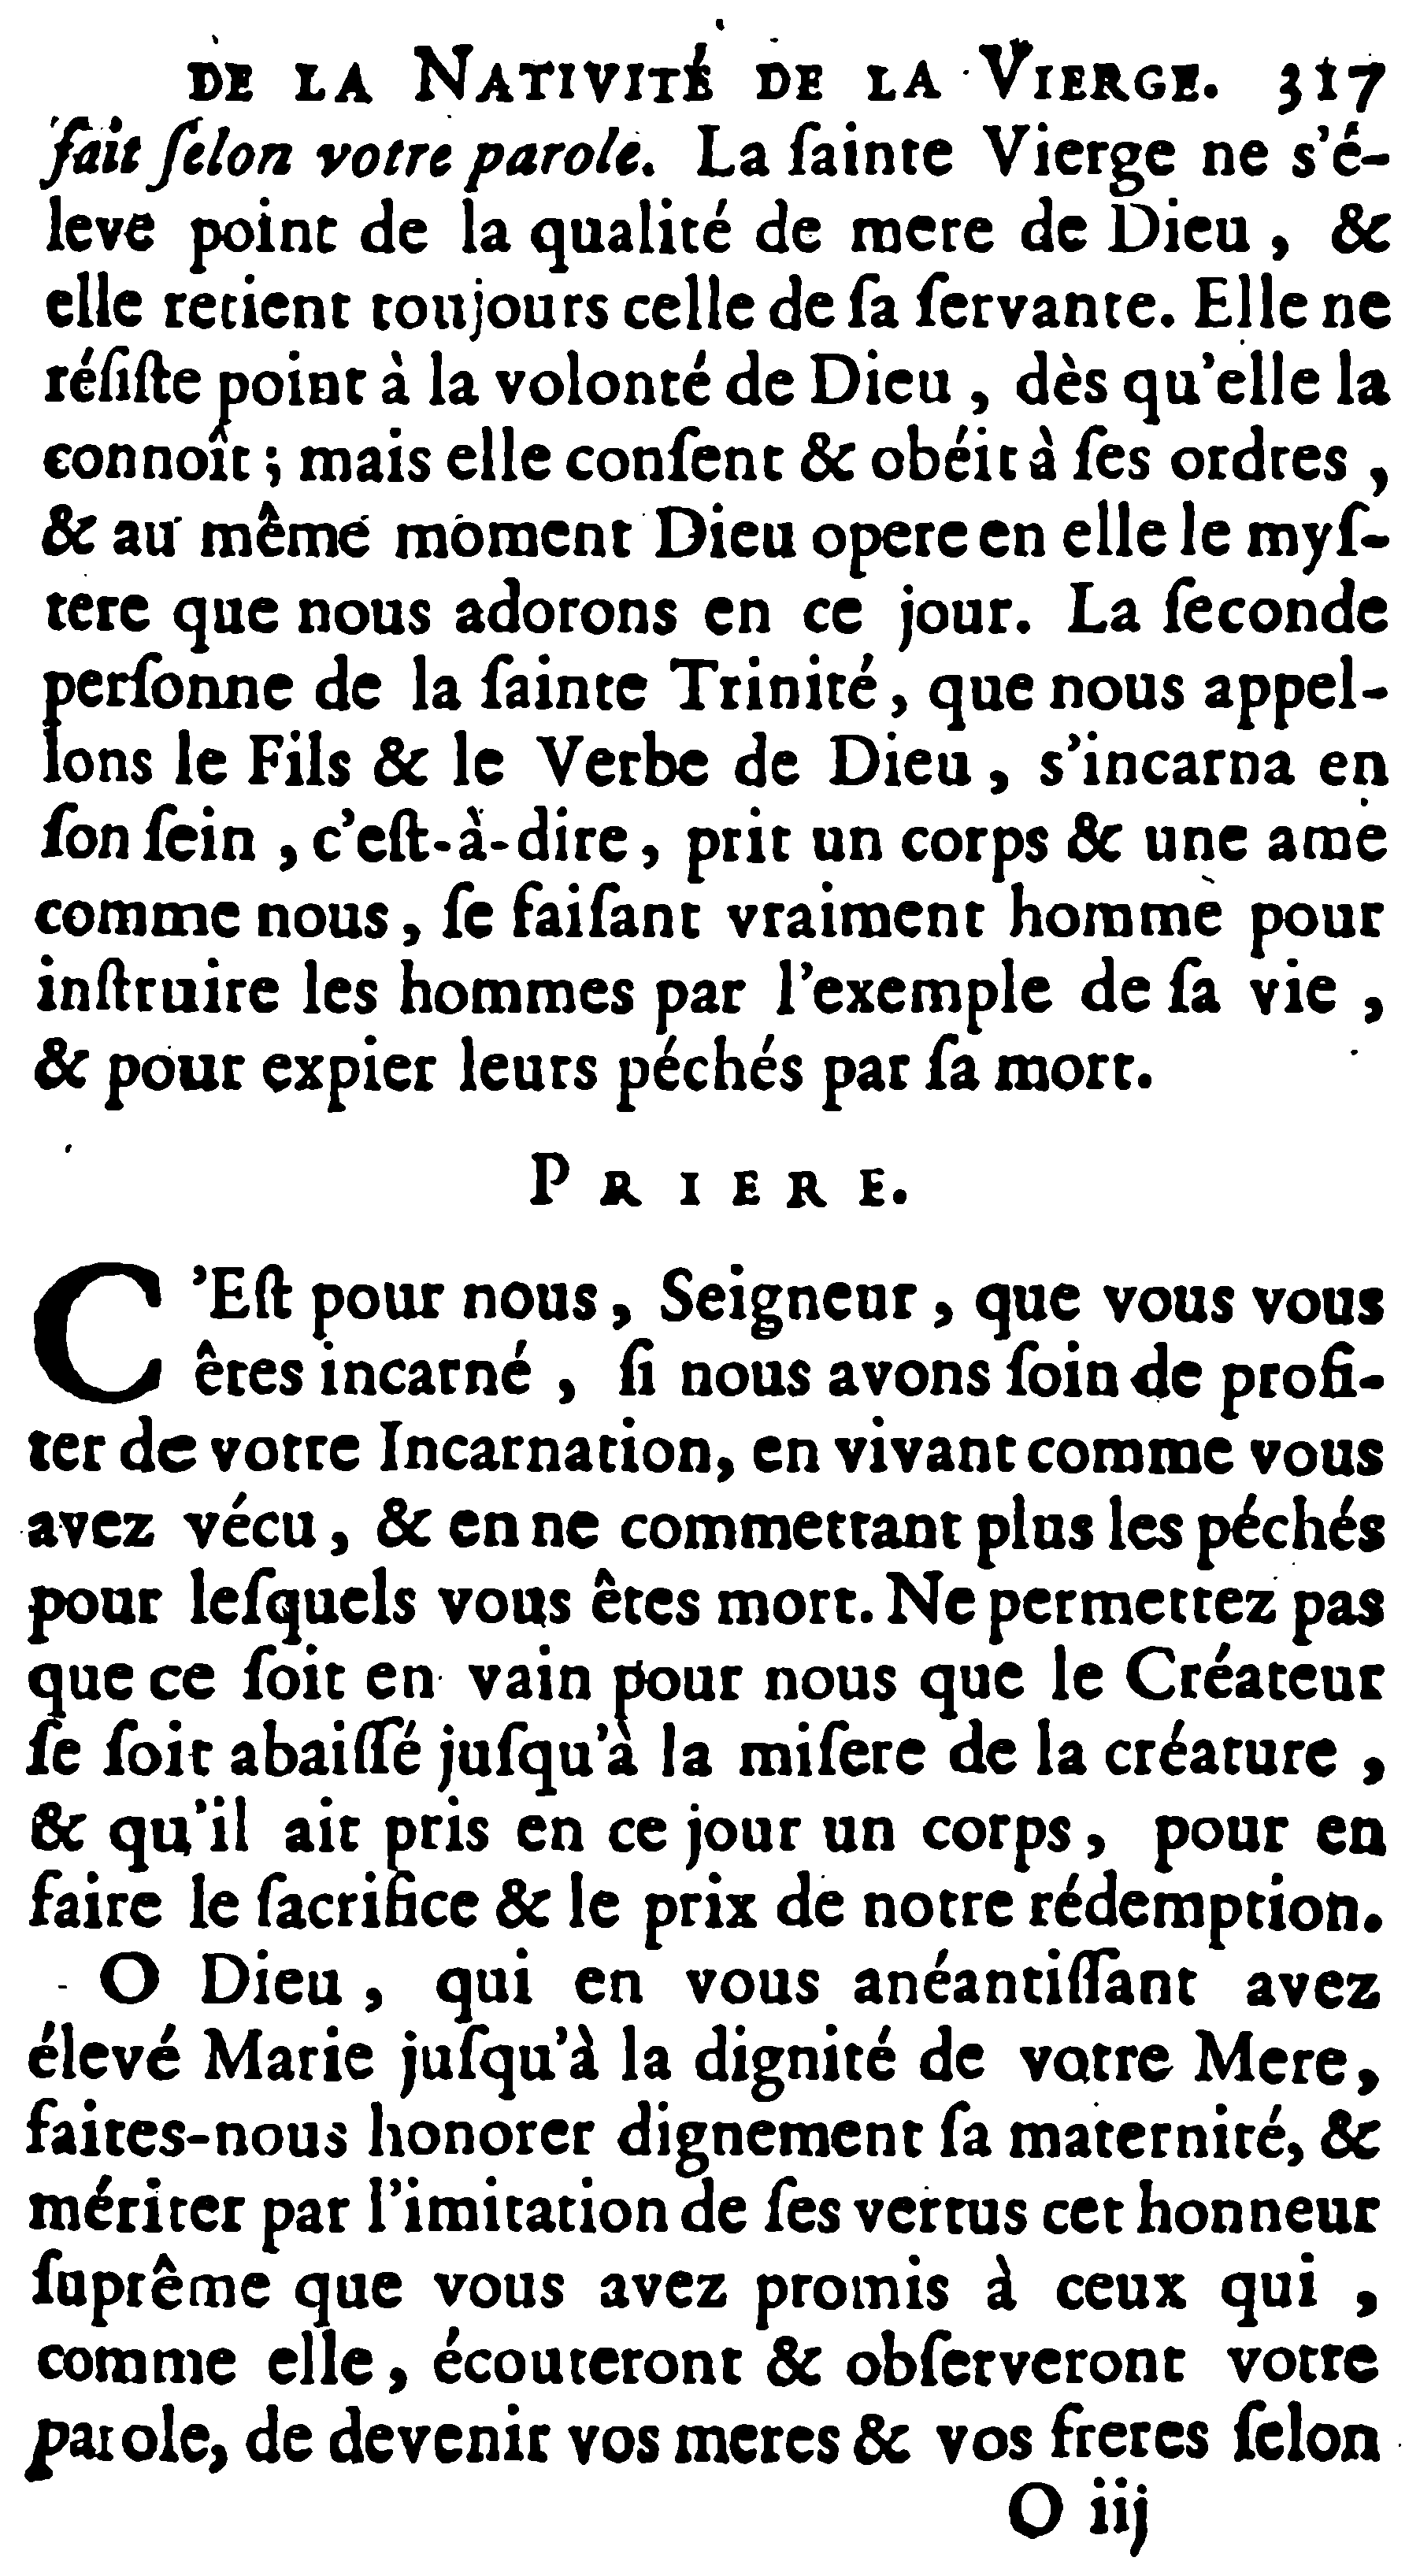 DE LA NATIVITÉ DE LA VIERGE. 317
fait ſelon votre parole. La ſainte Vierge ne s'é-
leve point de la qualité de mere de Dieu, &
elle retient toujours celle de ſa ſervante. Elle ne
réſiſte point à la volonté de Dieu, dès qu'elle la
connoît; mais elle conſent & obéit à ſes ordres,
& au même moment Dieu opere en elle le myſ-
tere que nous adorons en ce jour. La ſeconde
perſonne de la ſainte Trinité, que nous appel-
lons le Fils & le Verbe de Dieu, s'incarna en
ſon ſein, c'eſt-à-dire, prit un corps & une ame
comme nous, ſe faiſant vraiment homme pour
inſtruire les hommes par l'exemple de ſa vie,
& pour expier leurs péchés par ſa mort.
PRIERE.
C'Eſt pour nous, Seigneur, que vous vous
êtes incarné, ſi nous avons ſoin de profi-
ter de votre Incarnation, en vivant comme vous
avez vécu, & en ne commettant plus les péchés
pour leſquels vous êtes mort. Ne permettez pas
que ce ſoit en vain pour nous que le Créateur
ſe ſoit abaiſſé juſqu'à la miſere de la créature,
& qu'il ait pris en ce jour un corps, pour en
faire le ſacrifice & le prix de notre rédemption.
O Dieu, qui en vous anéantiſſant avez
élevé Marie juſqu'à la dignité de votre Mere,
faites-nous honorer dignement ſa maternité, &
mériter par l'imitation de ſes vertus cet honneur
ſuprême que vous avez promis à ceux qui,
comme elle, écouteront & obſerveront votre
parole, de devenir vos meres & vos freres ſelon
O iij